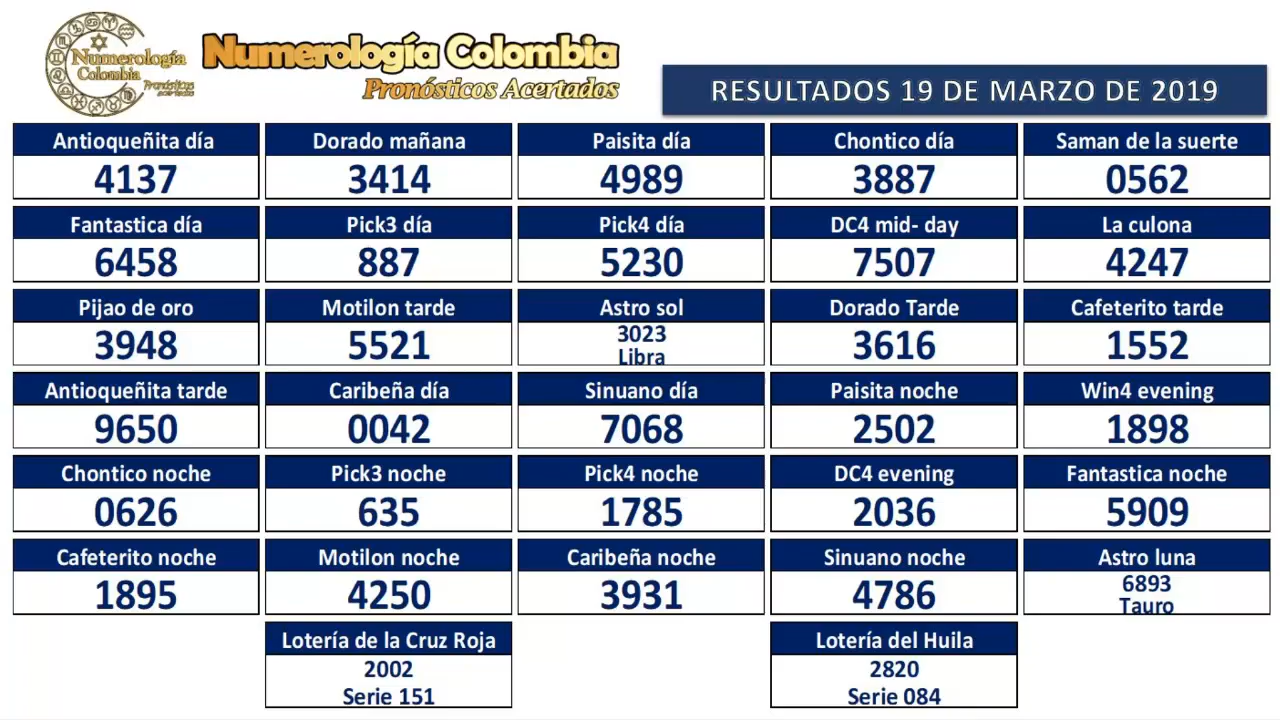 Numerología
Colombia
Pronósticos
acertados
Numerología Colombia
Pronósticos Acertados
RESULTADOS 19 DE MARZO DE 2019
Antioqueñita día
4137
Dorado mañana
3414
Paisita día
4989
Chontico día
3887
Saman de la suerte
0562
Fantastica día
6458
Pick3 día
887
Pick4 día
5230
DC4 mid- day
7507
La culona
4247
Pijao de oro
3948
Motilon tarde
5521
Astro sol
3023
Libra
Dorado Tarde
3616
Cafeterito tarde
1552
Antioqueñita tarde
9650
Caribeña día
0042
Sinuano día
7068
Paisita noche
2502
Win4 evening
1898
Chontico noche
0626
Pick3 noche
635
Pick4 noche
1785
DC4 evening
2036
Fantastica noche
5909
Cafeterito noche
1895
Motilon noche
4250
Caribeña noche
3931
Sinuano noche
4786
Astro luna
6893
Tauro
Lotería de la Cruz Roja
2002
Serie 151
Lotería del Huila
2820
Serie 084